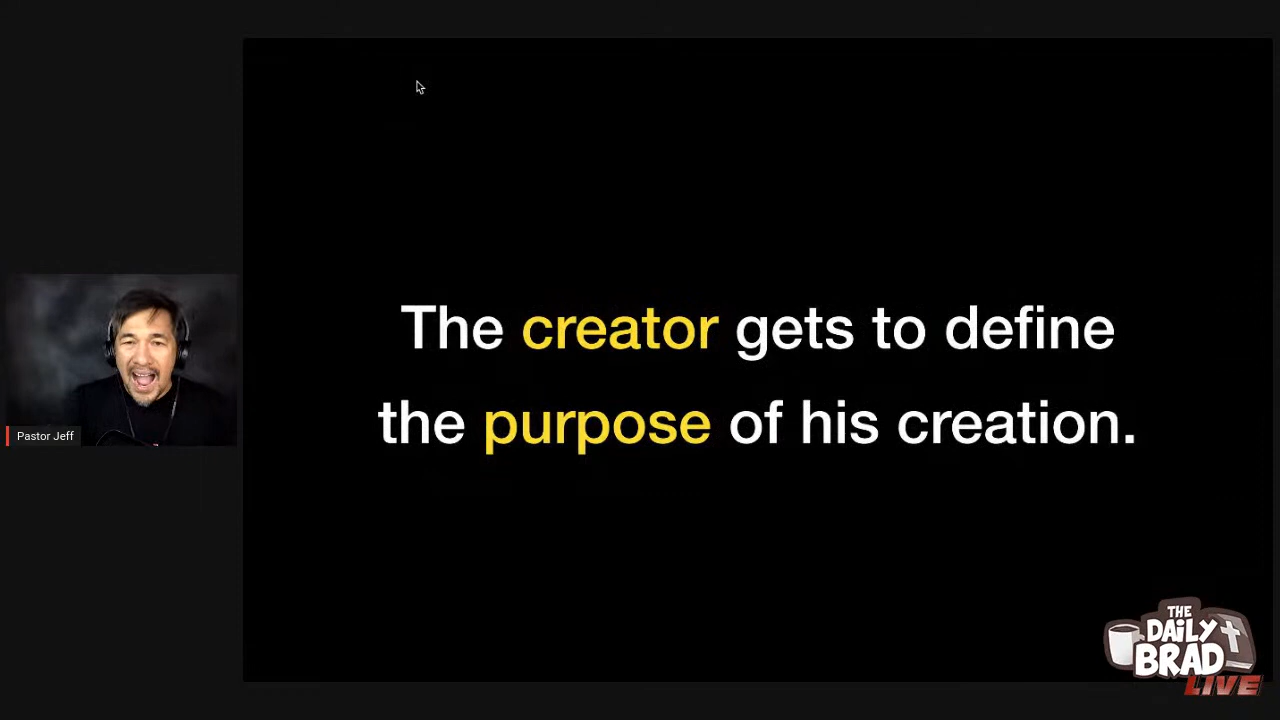 The creator gets to define
the purpose of his creation.
Pastor Jeff
THE
DAILY
BRAD
LIVE